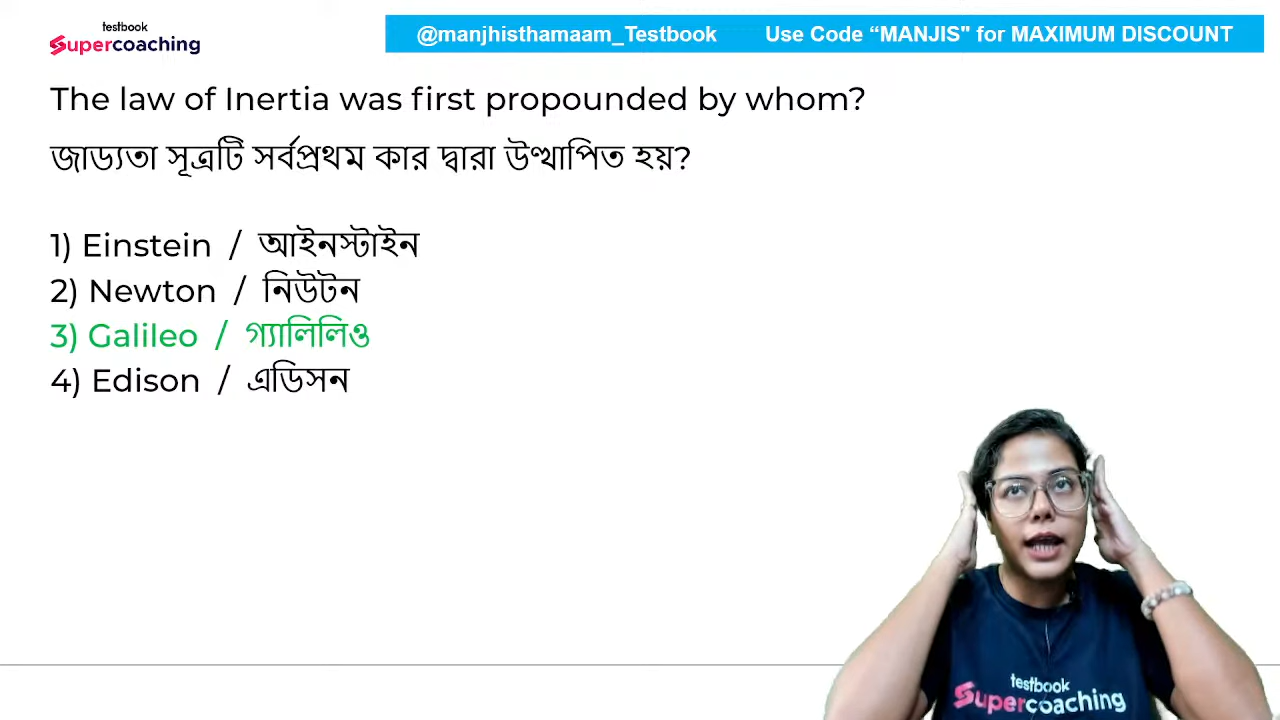 testbook
Supercoaching
@manjhisthamaam_Testbook Use Code “MANJIS" for MAXIMUM DISCOUNT
The law of Inertia was first propounded by whom?
জাড্যতা সূত্রটি সর্বপ্রথম কার দ্বারা উত্থাপিত হয়?
1) Einstein / আইনস্টাইন
2) Newton / নিউটন
3) Galileo / গ্যালিলিও
4) Edison / এডিসন
testbook
Supercoaching